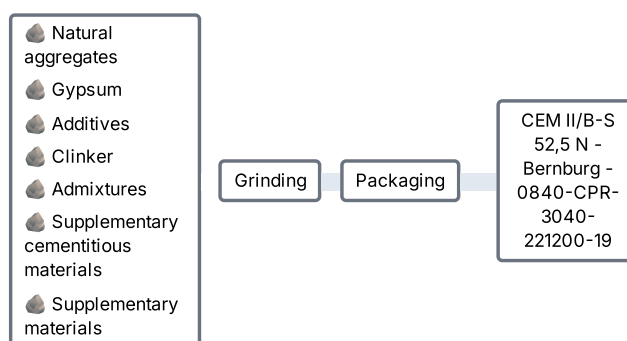 Natural
aggregates
Gypsum
Additives
Clinker
Admixtures
Supplementary
cementitious
materials
Supplementary
materials
Grinding
Packaging
CEM II/B-S
52,5 N -
Bernburg -
0840-CPR-
3040-
221200-19